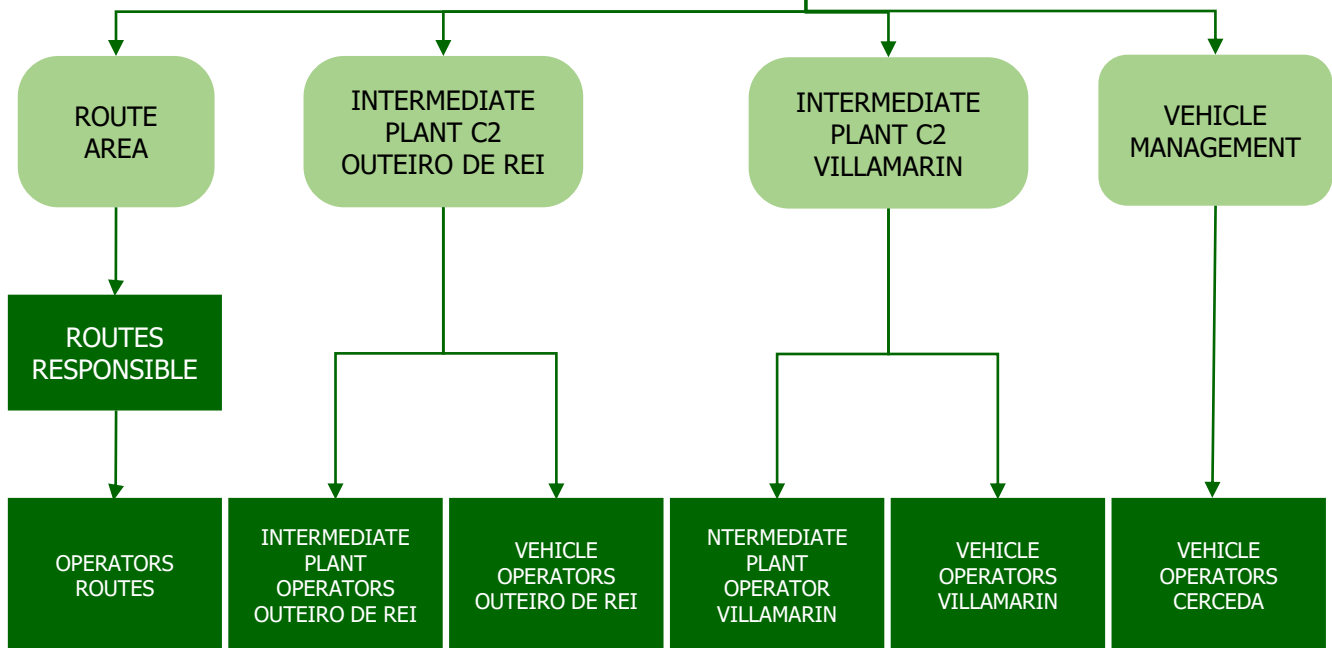 ROUTE
AREA
INTERMEDIATE
PLANT C2
OUTEIRO DE REI
INTERMEDIATE
PLANT C2
VILLAMARIN
VEHICLE
MANAGEMENT
ROUTES
RESPONSIBLE
OPERATORS
ROUTES
INTERMEDIATE
PLANT
OPERATORS
OUTEIRO DE REI
VEHICLE
OPERATORS
OUTEIRO DE REI
NTERMEDIATE
PLANT
OPERATOR
VILLAMARIN
VEHICLE
OPERATORS
VILLAMARIN
VEHICLE
OPERATORS
CERCEDA